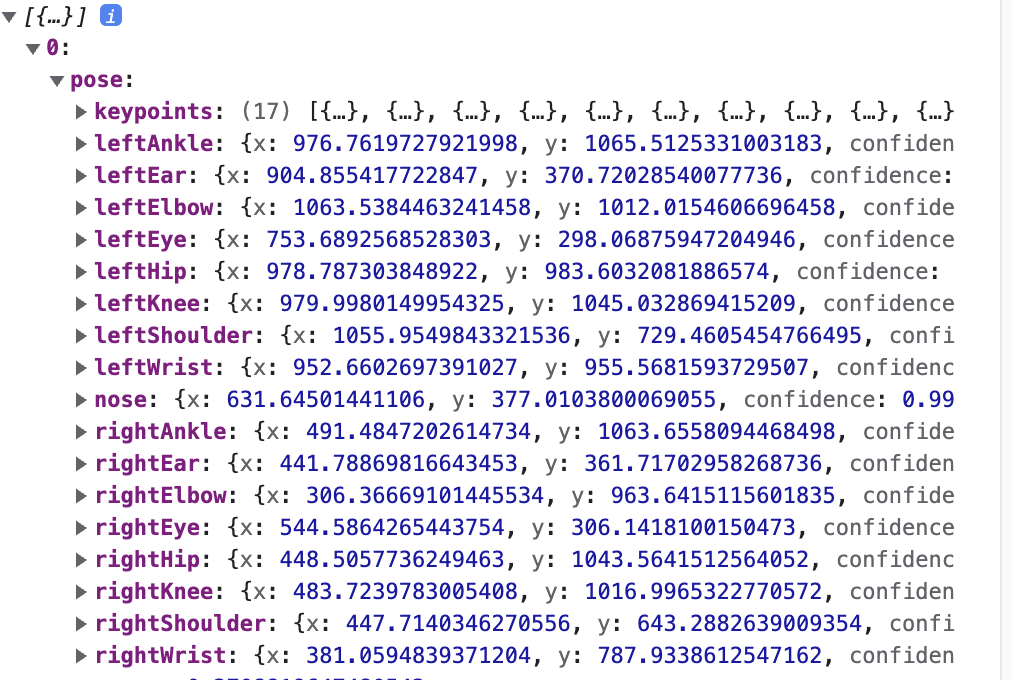 [{…}] i
0:
pose:
keypoints: (17) [{…}, {…}, {…}, {…}, {…}, {…}, {…}, {…}, {…}, {…}
leftAnkle: {x: 976.7619727921998, y: 1065.5125331003183, confiden
leftEar: {x: 904.855417722847, y: 370.72028540077736, confidence:
leftElbow: {x: 1063.5384463241458, y: 1012.0154606696458, confide
leftEye: {x: 753.6892568528303, y: 298.06875947204946, confidence
leftHip: {x: 978.787303848922, y: 983.6032081886574, confidence:
leftKnee: {x: 979.9980149954325, y: 1045.032869415209, confidence
leftShoulder: {x: 1055.9549843321536, y: 729.4605454766495, confi
leftWrist: {x: 952.6602697391027, y: 955.5681593729507, confidenc
nose: {x: 631.64501441106, y: 377.0103800069055, confidence: 0.99
rightAnkle: {x: 491.4847202614734, y: 1063.6558094468498, confide
rightEar: {x: 441.78869816643453, y: 361.71702958268736, confiden
rightElbow: {x: 306.36669101445534, y: 963.6415115601835, confide
rightEye: {x: 544.5864265443754, y: 306.1418100150473, confidence
rightHip: {x: 448.5057736249463, y: 1043.5641512564052, confidenc
rightKnee: {x: 483.7239783005408, y: 1016.9965322770572, confiden
rightShoulder: {x: 447.7140346270556, y: 643.2882639009354, confi
rightWrist: {x: 381.0594839371204, y: 787.9338612547162, confiden